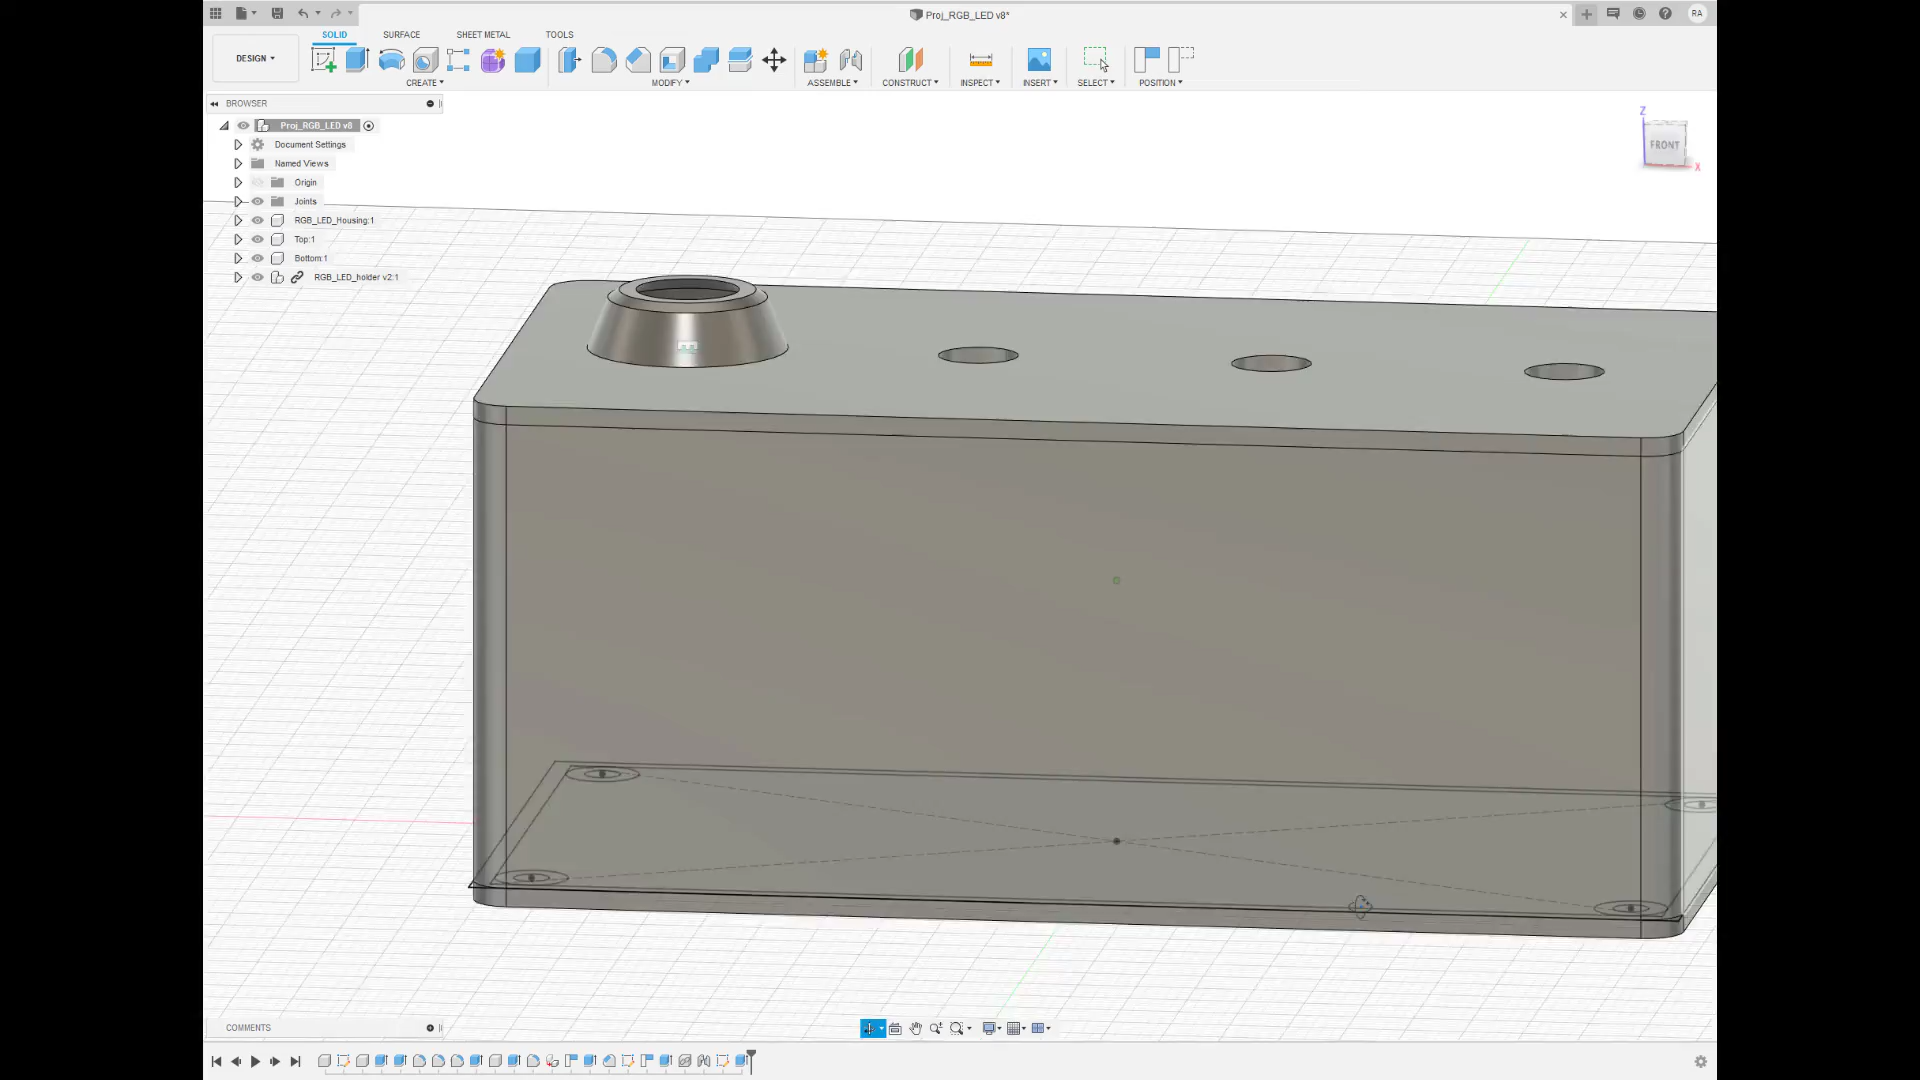 Proj_RGB_LED v8*
RA
SOLID
SURFACE
SHEET METAL
TOOLS
DESIGN
CREATE
MODIFY
ASSEMBLE
CONSTRUCT
INSPECT
INSERT
SELECT
POSITION
BROWSER
Proj_RGB_LED v8
Document Settings
Named Views
Origin
Joints
RGB_LED_Housing:1
Top:1
Bottom:1
RGB_LED_holder v2:1
Z
FRONT
X
COMMENTS